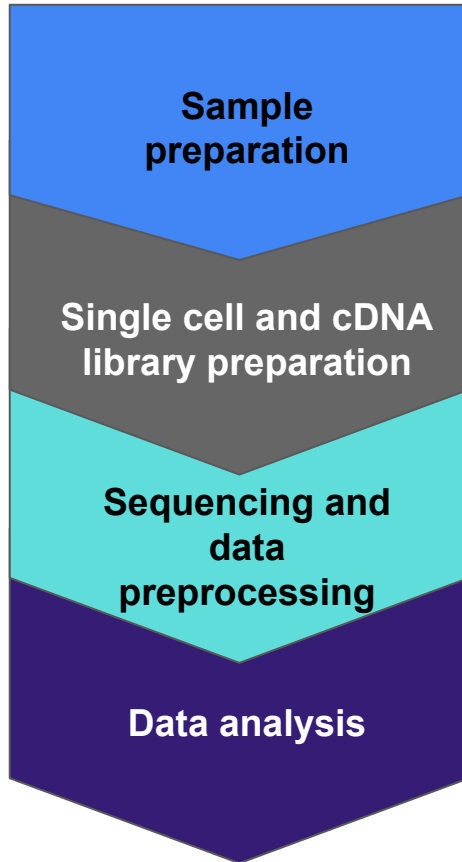 Sample
preparation
Single cell and cDNA
library preparation
Sequencing and
data
preprocessing
Data analysis